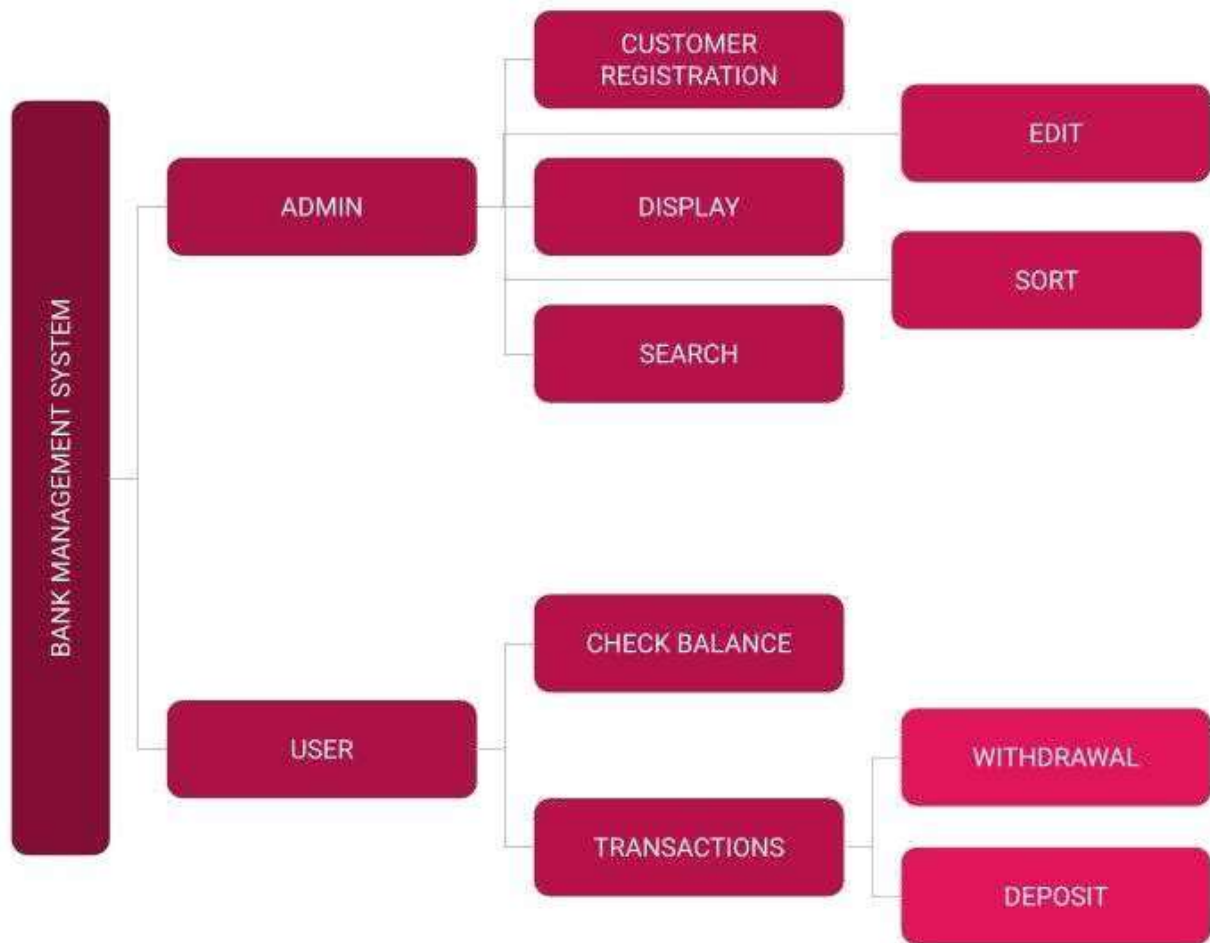 BANK MANAGEMENT SYSTEM
ADMIN
CUSTOMER
REGISTRATION
EDIT
DISPLAY
SORT
SEARCH
USER
CHECK BALANCE
TRANSACTIONS
WITHDRAWAL
DEPOSIT